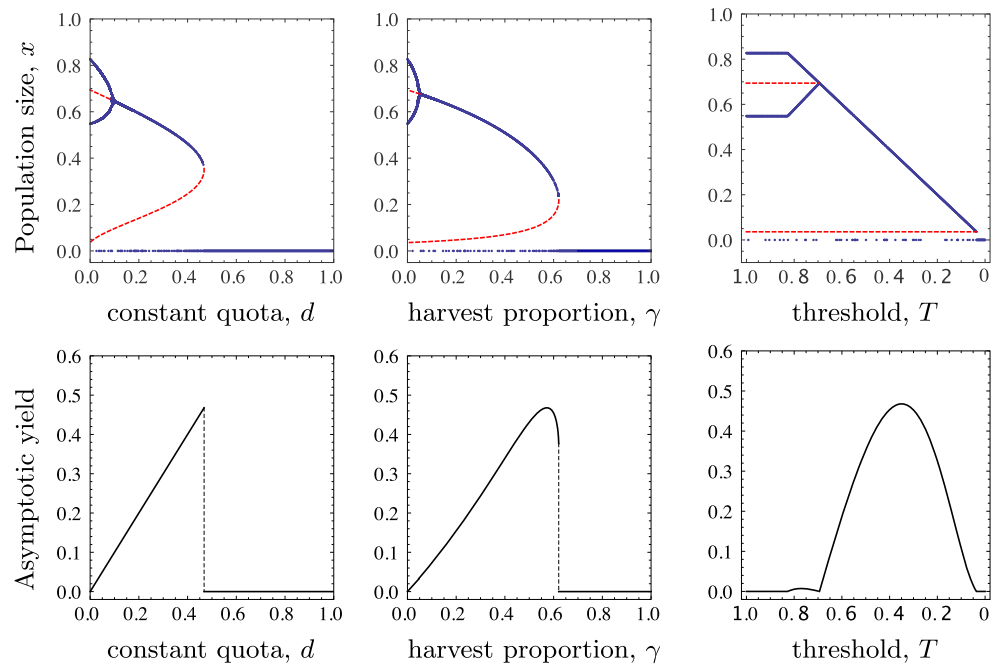 Population size, x
1.0
0.8
0.6
0.4
0.2
0.0
0.0 0.2 0.4 0.6 0.8 1.0
constant quota, d
1.0
0.8
0.6
0.4
0.2
0.0
0.0 0.2 0.4 0.6 0.8 1.0
harvest proportion, γ
1.0
0.8
0.6
0.4
0.2
0.0
1.0 0.8 0.6 0.4 0.2 0
threshold, T
Asymptotic yield
0.6
0.5
0.4
0.3
0.2
0.1
0.0
0.0 0.2 0.4 0.6 0.8 1.0
constant quota, d
0.6
0.5
0.4
0.3
0.2
0.1
0.0
0.0 0.2 0.4 0.6 0.8 1.0
harvest proportion, γ
0.6
0.5
0.4
0.3
0.2
0.1
0.0
1.0 0.8 0.6 0.4 0.2 0
threshold, T